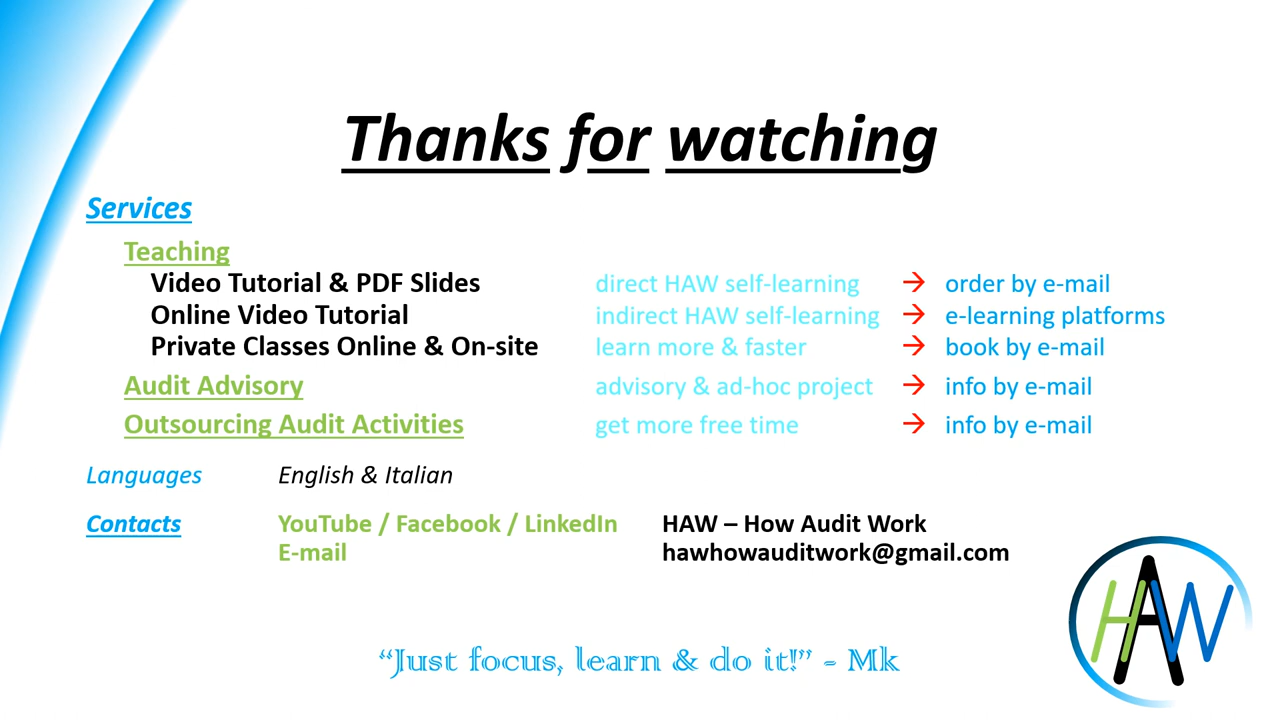 Thanks for watching
Services
Teaching
Video Tutorial & PDF Slides direct HAW self-learning → order by e-mail
Online Video Tutorial indirect HAW self-learning → e-learning platforms
Private Classes Online & On-site learn more & faster → book by e-mail
Audit Advisory advisory & ad-hoc project → info by e-mail
Outsourcing Audit Activities get more free time → info by e-mail
Languages English & Italian
Contacts YouTube / Facebook / LinkedIn HAW – How Audit Work
E-mail hawhowauditwork@gmail.com
HAW
“Just focus, learn & do it!” - Mk